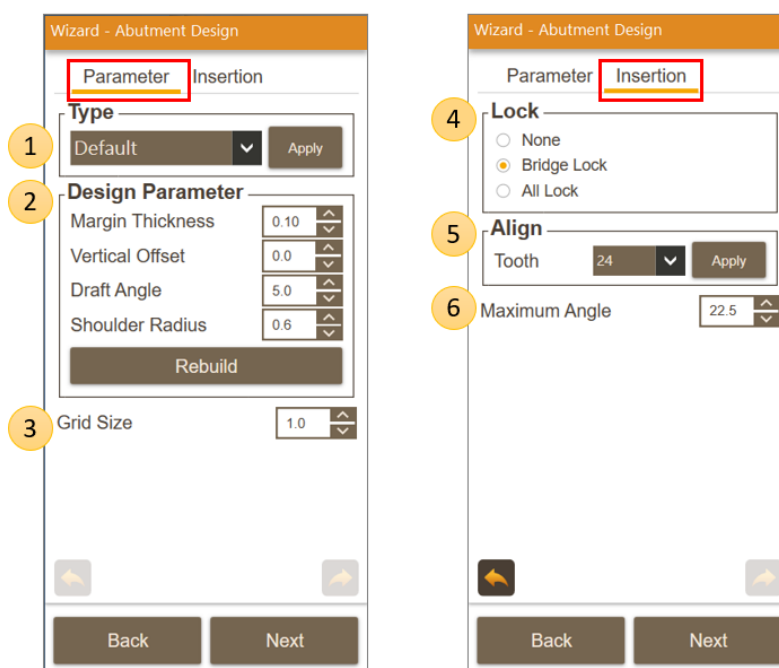 Wizard - Abutment Design
Parameter Insertion
1
Type
Default
Apply
2
Design Parameter
Margin Thickness 0.10
Vertical Offset 0.0
Draft Angle 5.0
Shoulder Radius 0.6
Rebuild
3
Grid Size 1.0
Back Next
Wizard - Abutment Design
Parameter Insertion
4
Lock
None
Bridge Lock
All Lock
5
Align
Tooth 24 Apply
6
Maximum Angle 22.5
Back Next